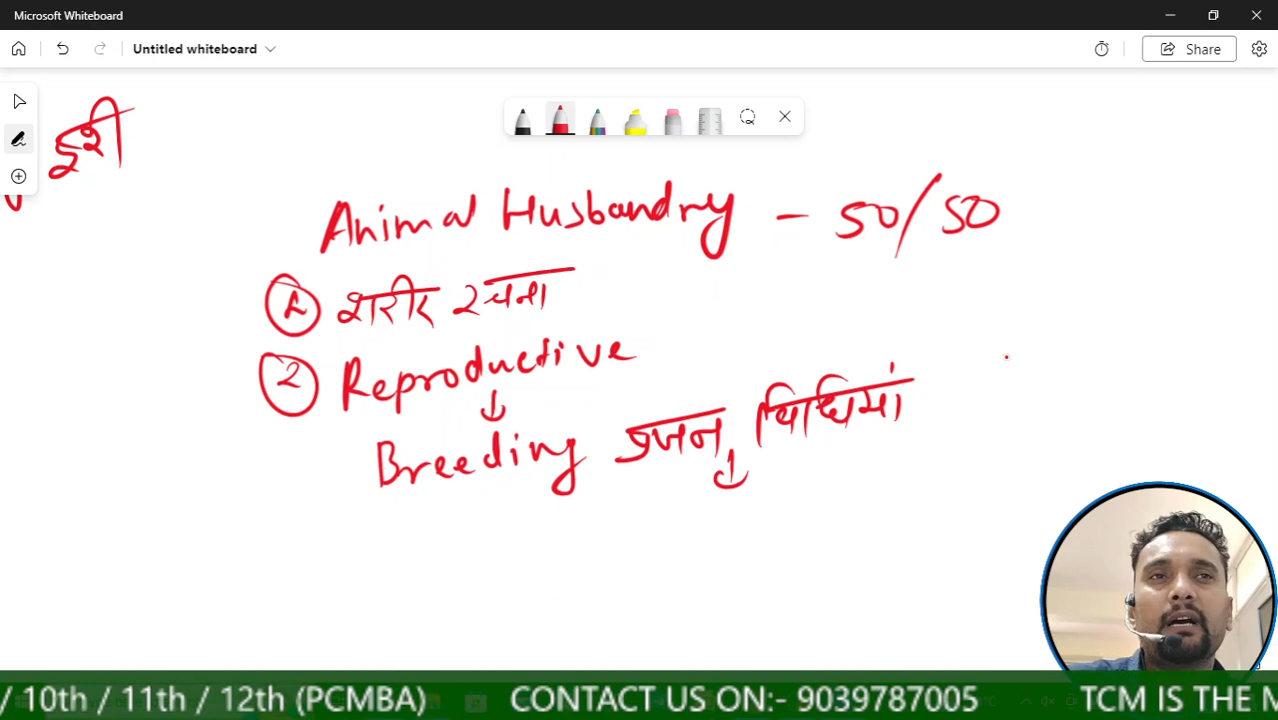 Microsoft Whiteboard
Untitled whiteboard
Share
Animal Husbandry - 50/50
① शरीर रचना
② Reproductive
↓
Breeding प्रजनन विधियां
/ 10th / 11th / 12th (PCMBA) CONTACT US ON:- 9039787005 TCM IS THE M